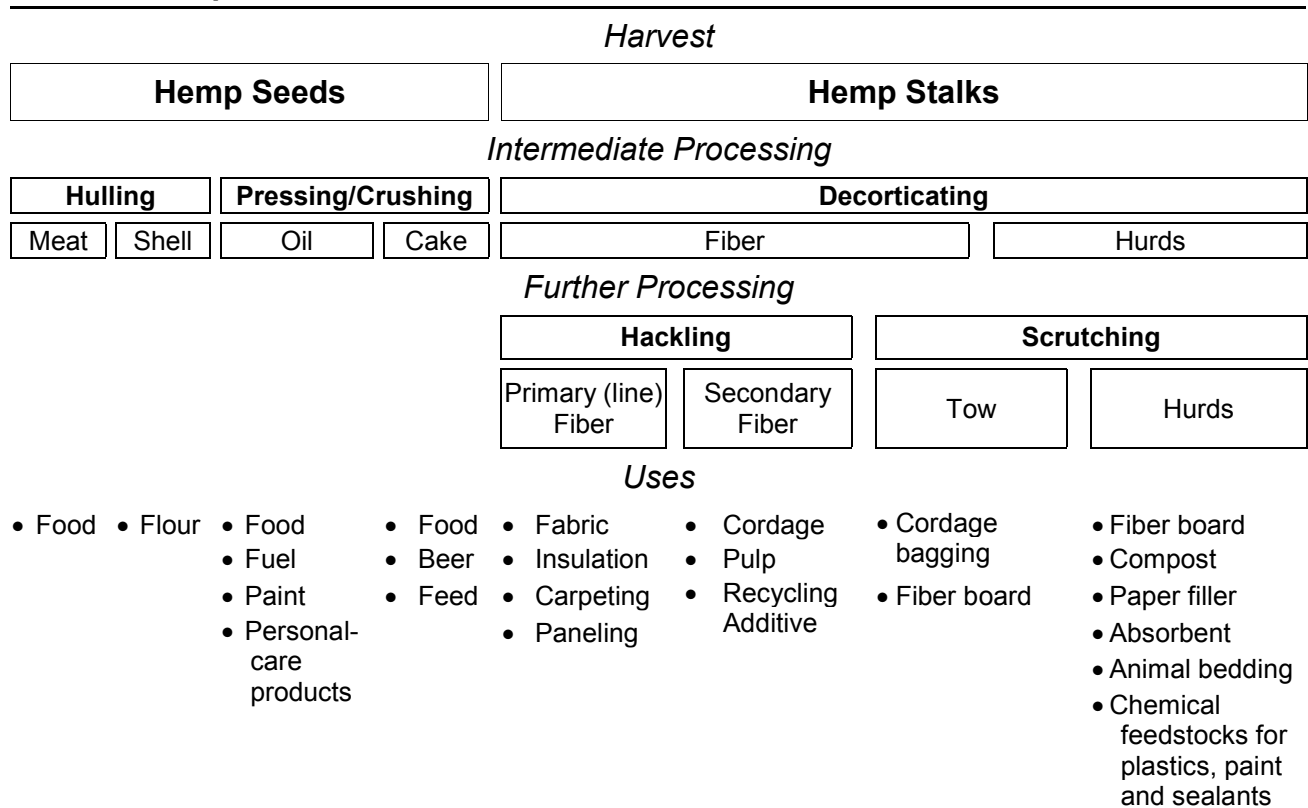 Harvest
Hemp Seeds
Hemp Stalks
Intermediate Processing
Hulling
Pressing/Crushing
Decorticating
Meat
Shell
Oil
Cake
Fiber
Hurds
Further Processing
Hackling
Scrutching
Primary (line)
Fiber
Secondary
Fiber
Tow
Hurds
Uses
• Food
• Flour
• Food
• Fuel
• Paint
• Personal-
care
products
• Food
• Beer
• Feed
• Fabric
• Insulation
• Carpeting
• Paneling
• Cordage
• Pulp
• Recycling
Additive
• Cordage
bagging
• Fiber board
• Fiber board
• Compost
• Paper filler
• Absorbent
• Animal bedding
• Chemical
feedstocks for
plastics, paint
and sealants